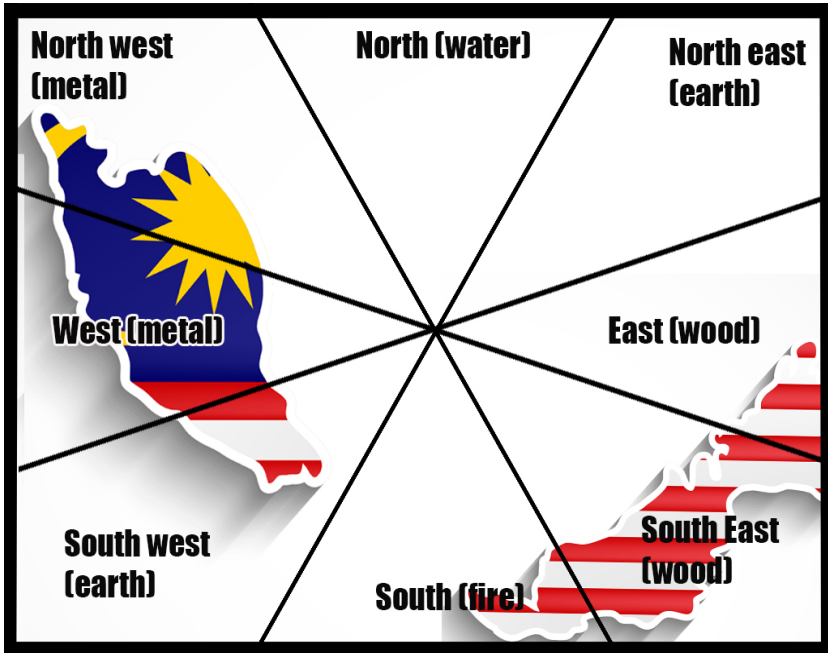 North west
(metal)
North (water)
North east
(earth)
West (metal)
East (wood)
South west
(earth)
South (fire)
South East
(wood)